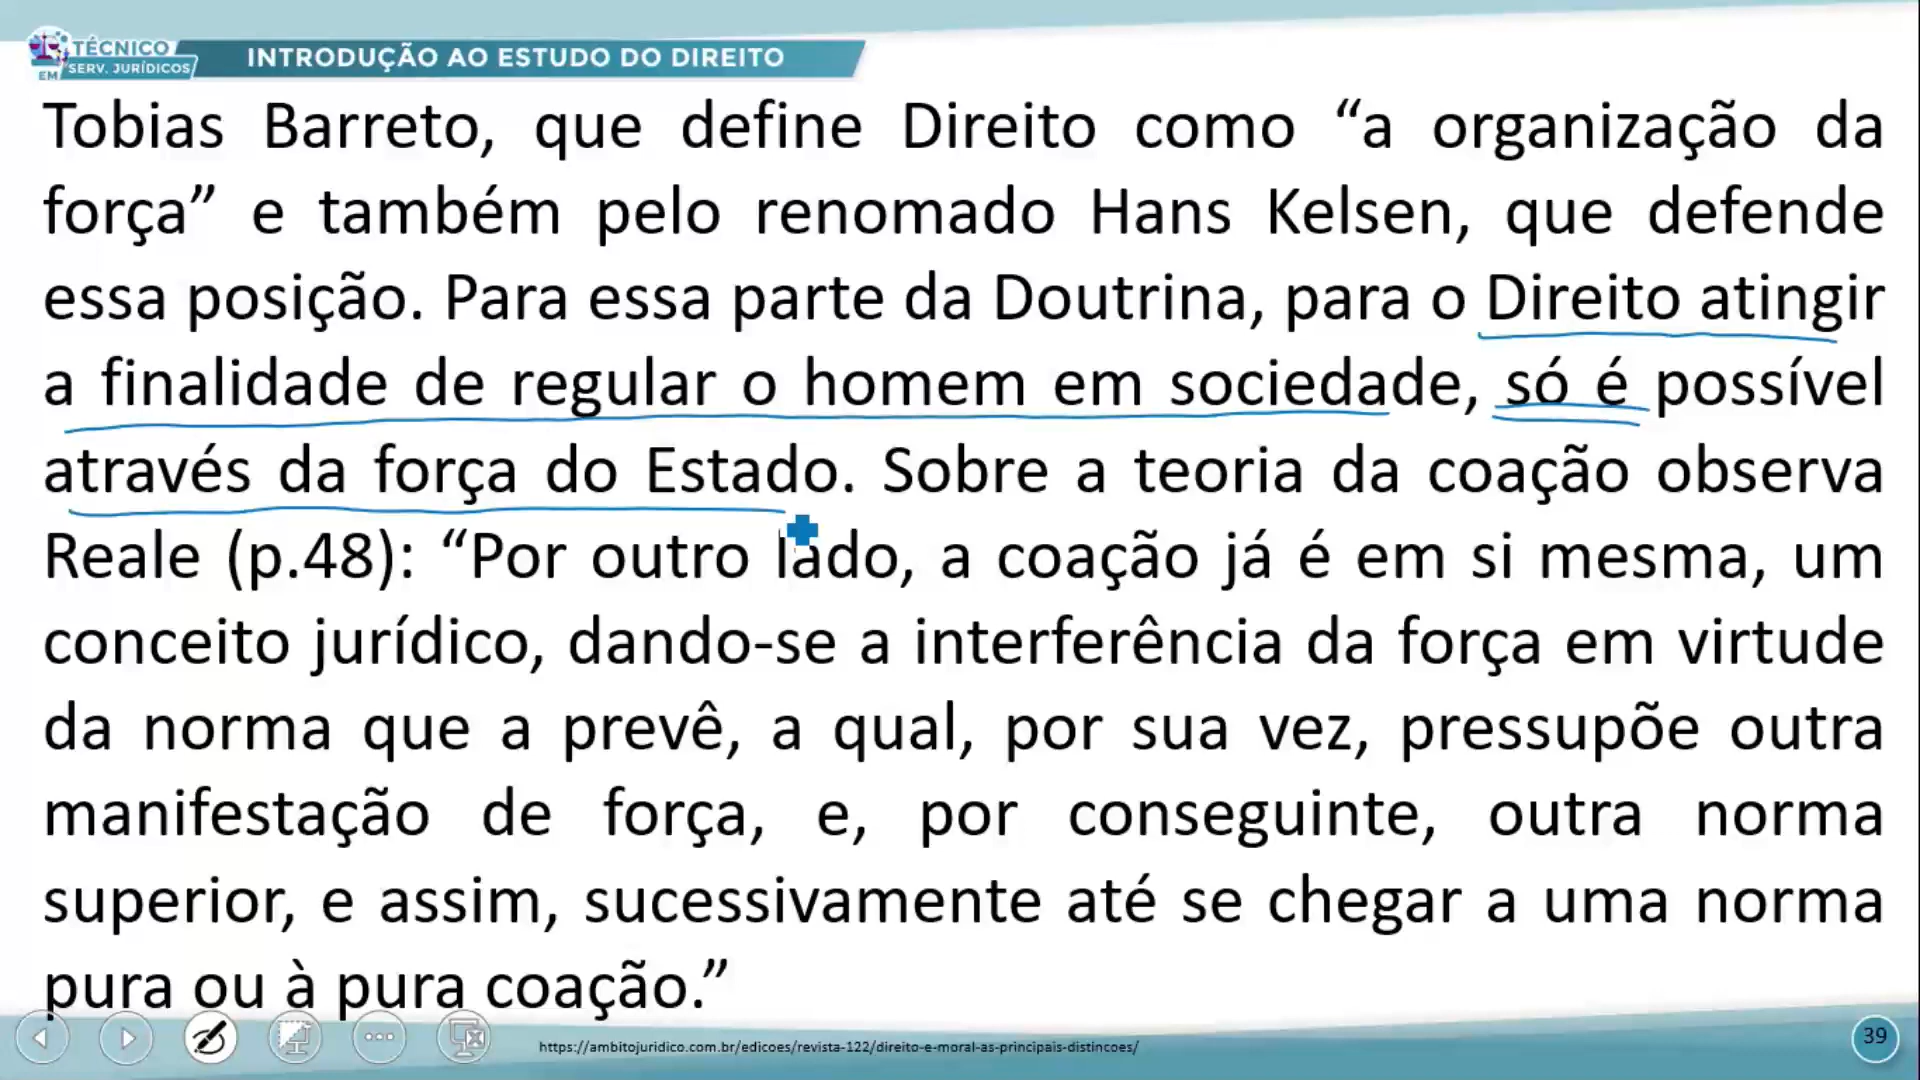 TÉCNICO
EM SERV. JURÍDICOS
INTRODUÇÃO AO ESTUDO DO DIREITO
Tobias Barreto, que define Direito como “a organização da
força” e também pelo renomado Hans Kelsen, que defende
essa posição. Para essa parte da Doutrina, para o Direito atingir
a finalidade de regular o homem em sociedade, só é possível
através da força do Estado. Sobre a teoria da coação observa
Reale (p.48): “Por outro lado, a coação já é em si mesma, um
conceito jurídico, dando-se a interferência da força em virtude
da norma que a prevê, a qual, por sua vez, pressupõe outra
manifestação de força, e, por conseguinte, outra norma
superior, e assim, sucessivamente até se chegar a uma norma
pura ou à pura coação.”
https://ambitojuridico.com.br/edicoes/revista-122/direito-e-moral-as-principais-distincoes/
39